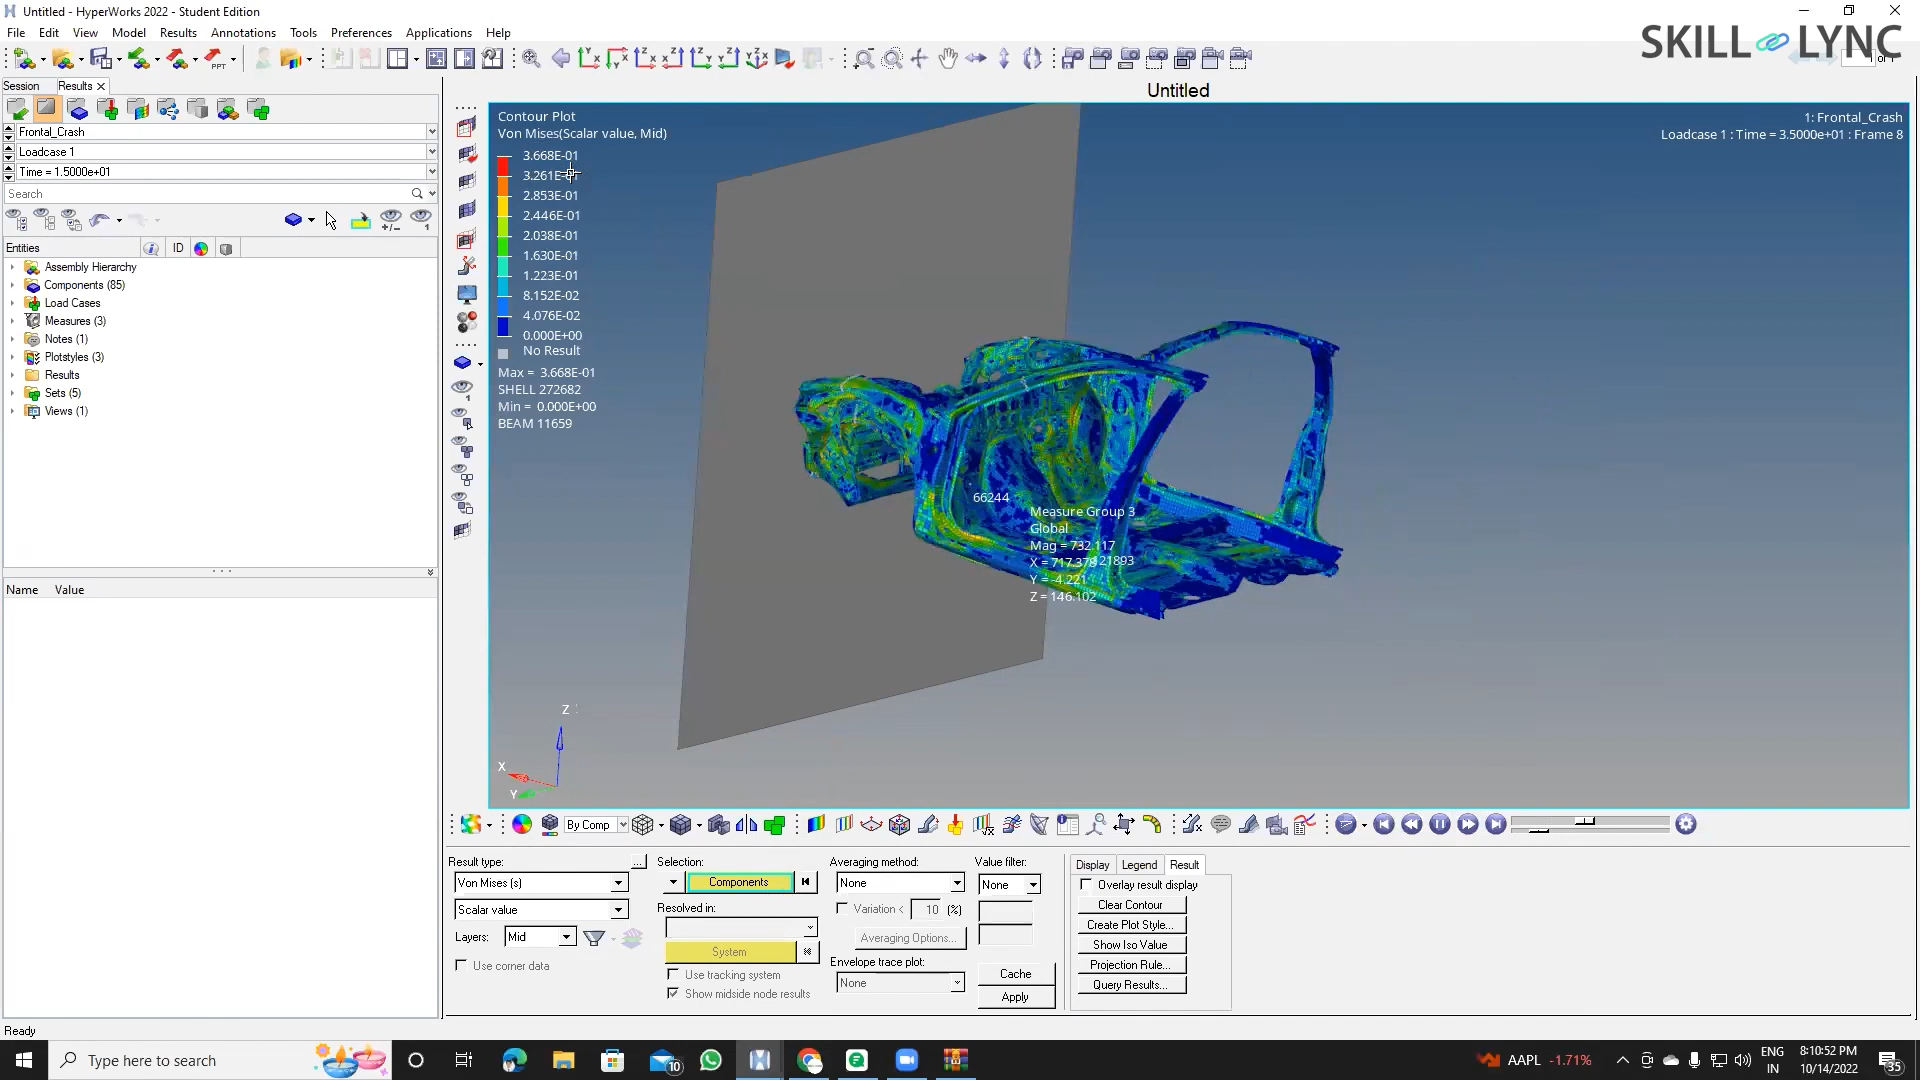 Untitled - HyperWorks 2022 - Student Edition
File Edit View Model Results Annotations Tools Preferences Applications Help
PPT
SKILL LYNC
of
Session Results
Untitled
Frontal_Crash
Loadcase 1
Time = 1.5000e+01
Search
Entities ID
Assembly Hierarchy
Components (85)
Load Cases
Measures (3)
Notes (1)
Plotstyles (3)
Results
Sets (5)
Views (1)
Name Value
Contour Plot
Von Mises(Scalar value, Mid)
3.668E-01
3.261E-01
2.853E-01
2.446E-01
2.038E-01
1.630E-01
1.223E-01
8.152E-02
4.076E-02
0.000E+00
No Result
Max = 3.668E-01
SHELL 272682
Min = 0.000E+00
BEAM 11659
1: Frontal_Crash
Loadcase 1 : Time = 3.5000e+01 : Frame 8
66244
Measure Group 3
Global
Mag = 732.117
X = 717.378 21893
Y = -4.221
Z = 146.102
Z
X
Y
By Comp
Result type: ...
Von Mises (s)
Scalar value
Layers: Mid
Use corner data
Selection:
Components
Resolved in:
System
Use tracking system
Show midside node results
Averaging method:
None
Variation < 10 (%)
Averaging Options...
Envelope trace plot:
None
Value filter:
None
Cache
Apply
Display Legend Result
Overlay result display
Clear Contour
Create Plot Style...
Show Iso Value
Projection Rule...
Query Results...
Ready
Type here to search
10
AAPL -1.71%
ENG
IN
8:10:52 PM
10/14/2022
35